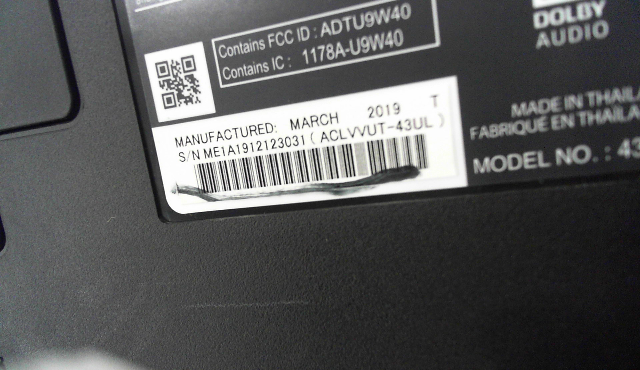 Contains FCC ID : ADTU9W40
Contains IC : 1178A-U9W40
DOLBY
AUDIO
MANUFACTURED: MARCH 2019 T
S/N ME1A1912123031 ( ACLVVUT-43UL )
MADE IN THAILA
FABRIQUÉ EN THAILA
MODEL NO. : 43